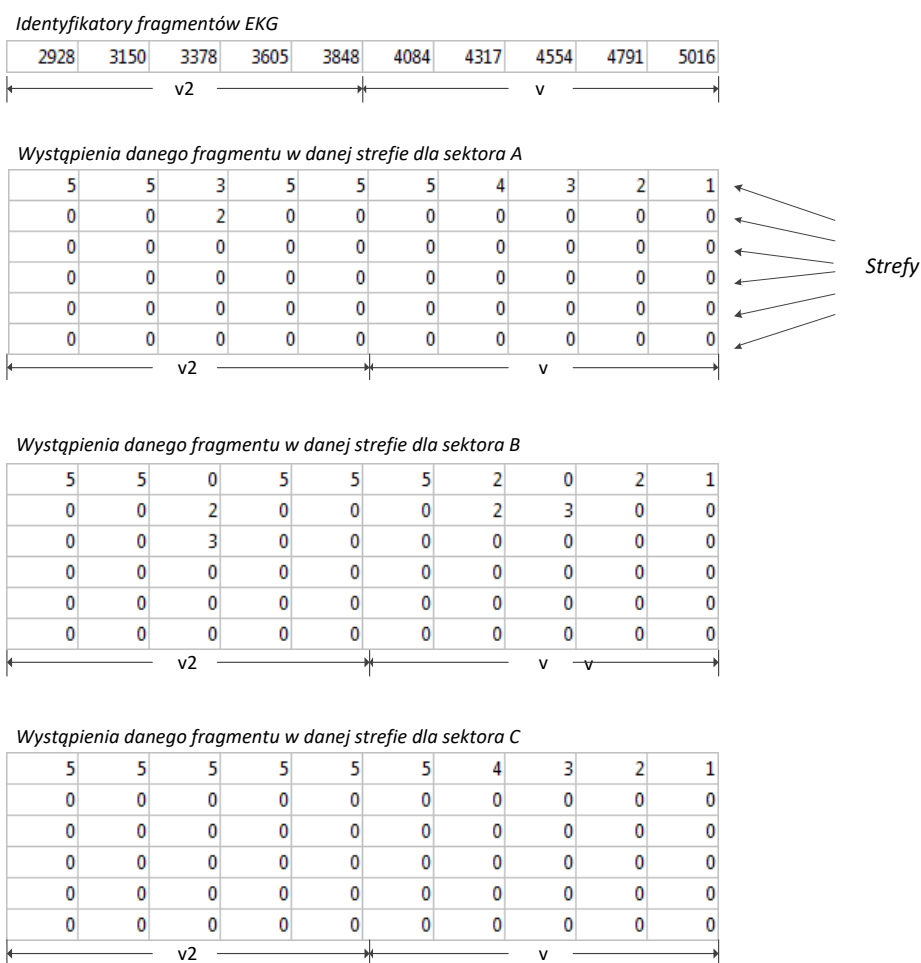 Identyfikatory fragmentów EKG
2928 3150 3378 3605 3848 4084 4317 4554 4791 5016
v2 v
Wystąpienia danego fragmentu w danej strefie dla sektora A
5 5 3 5 5 5 4 3 2 1
0 0 2 0 0 0 0 0 0 0
0 0 0 0 0 0 0 0 0 0
Strefy
0 0 0 0 0 0 0 0 0 0
0 0 0 0 0 0 0 0 0 0
0 0 0 0 0 0 0 0 0 0
v2 v
Wystąpienia danego fragmentu w danej strefie dla sektora B
5 5 0 5 5 5 2 0 2 1
0 0 2 0 0 0 2 3 0 0
0 0 3 0 0 0 0 0 0 0
0 0 0 0 0 0 0 0 0 0
0 0 0 0 0 0 0 0 0 0
0 0 0 0 0 0 0 0 0 0
v2 v v
Wystąpienia danego fragmentu w danej strefie dla sektora C
5 5 5 5 5 5 4 3 2 1
0 0 0 0 0 0 0 0 0 0
0 0 0 0 0 0 0 0 0 0
0 0 0 0 0 0 0 0 0 0
0 0 0 0 0 0 0 0 0 0
0 0 0 0 0 0 0 0 0 0
v2 v